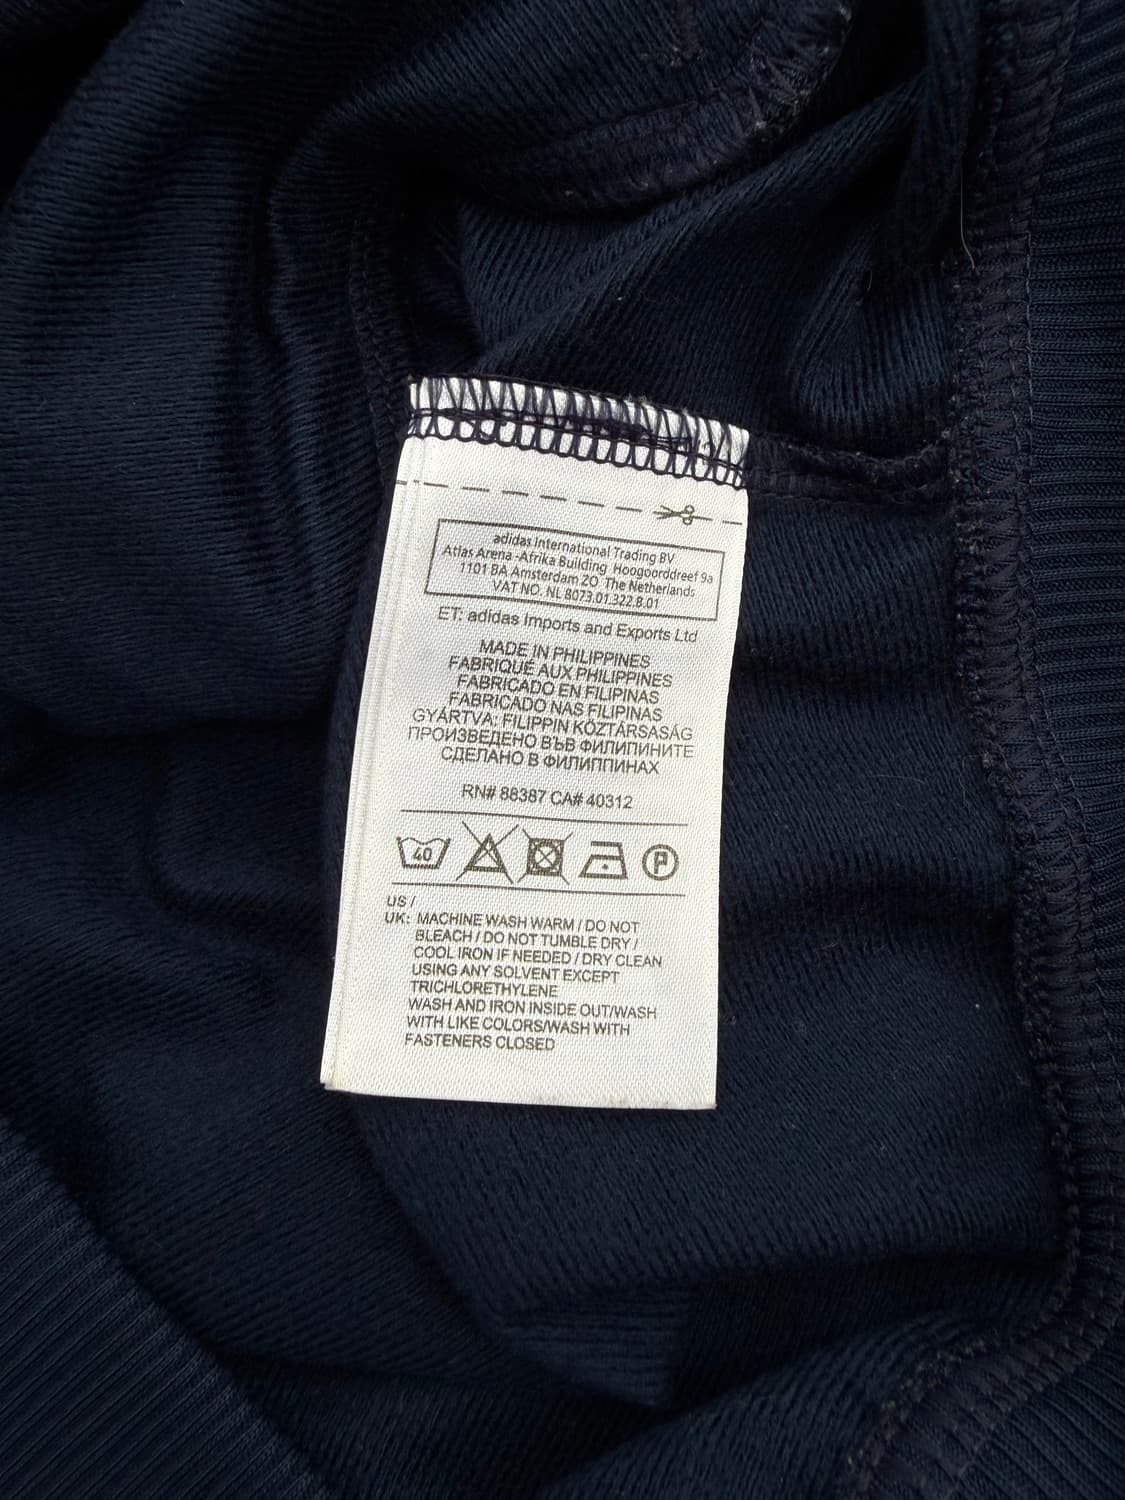 adidas International Trading BV
Atlas Arena -Afrika Building Hoogoorddreef 9a
1101 BA Amsterdam ZO The Netherlands
VAT NO. NL 8073.01.322.B.01
ET: adidas Imports and Exports Ltd
MADE IN PHILIPPINES
FABRIQUÉ AUX PHILIPPINES
FABRICADO EN FILIPINAS
FABRICADO NAS FILIPINAS
GYÁRTVA: FILIPPIN KÖZTÁRSASÁG
ПРОИЗВЕДЕНО ВЪВ ФИЛИПИНИТЕ
СДЕЛАНО В ФИЛИППИНАХ
RN# 88387 CA# 40312
40 P
US /
UK: MACHINE WASH WARM / DO NOT
BLEACH / DO NOT TUMBLE DRY /
COOL IRON IF NEEDED / DRY CLEAN
USING ANY SOLVENT EXCEPT
TRICHLORETHYLENE
WASH AND IRON INSIDE OUT/WASH
WITH LIKE COLORS/WASH WITH
FASTENERS CLOSED